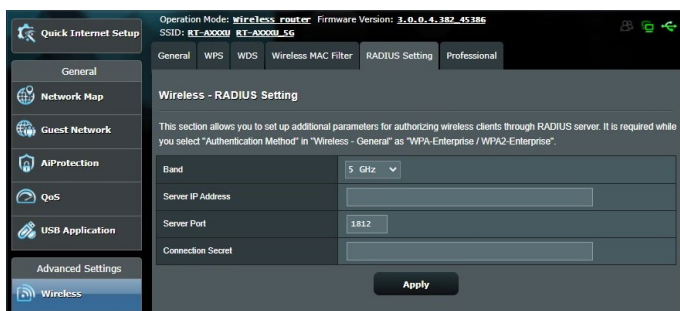 Quick Internet Setup
General
Network Map
Guest Network
AiProtection
QoS
USB Application
Advanced Settings
Wireless
Operation Mode: Wireless router Firmware Version: 3.0.0.4.382_45386
SSID: RT-AXXXU RT-AXXXU_5G
General WPS WDS Wireless MAC Filter RADIUS Setting Professional
Wireless - RADIUS Setting
This section allows you to set up additional parameters for authorizing wireless clients through RADIUS server. It is required while
you select "Authentication Method" in "Wireless - General" as "WPA-Enterprise / WPA2-Enterprise".
Band 5 GHz
Server IP Address
Server Port 1812
Connection Secret
Apply